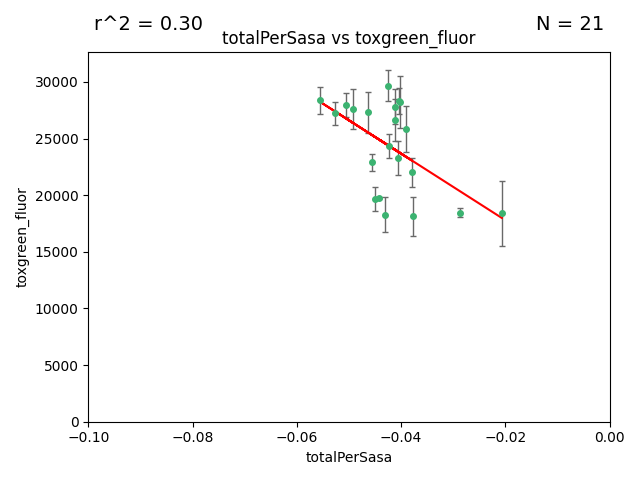 r^2 = 0.30
N = 21
totalPerSasa vs toxgreen_fluor
toxgreen_fluor
30000
25000
20000
15000
10000
5000
0
−0.10
−0.08
−0.06
−0.04
−0.02
0.00
totalPerSasa